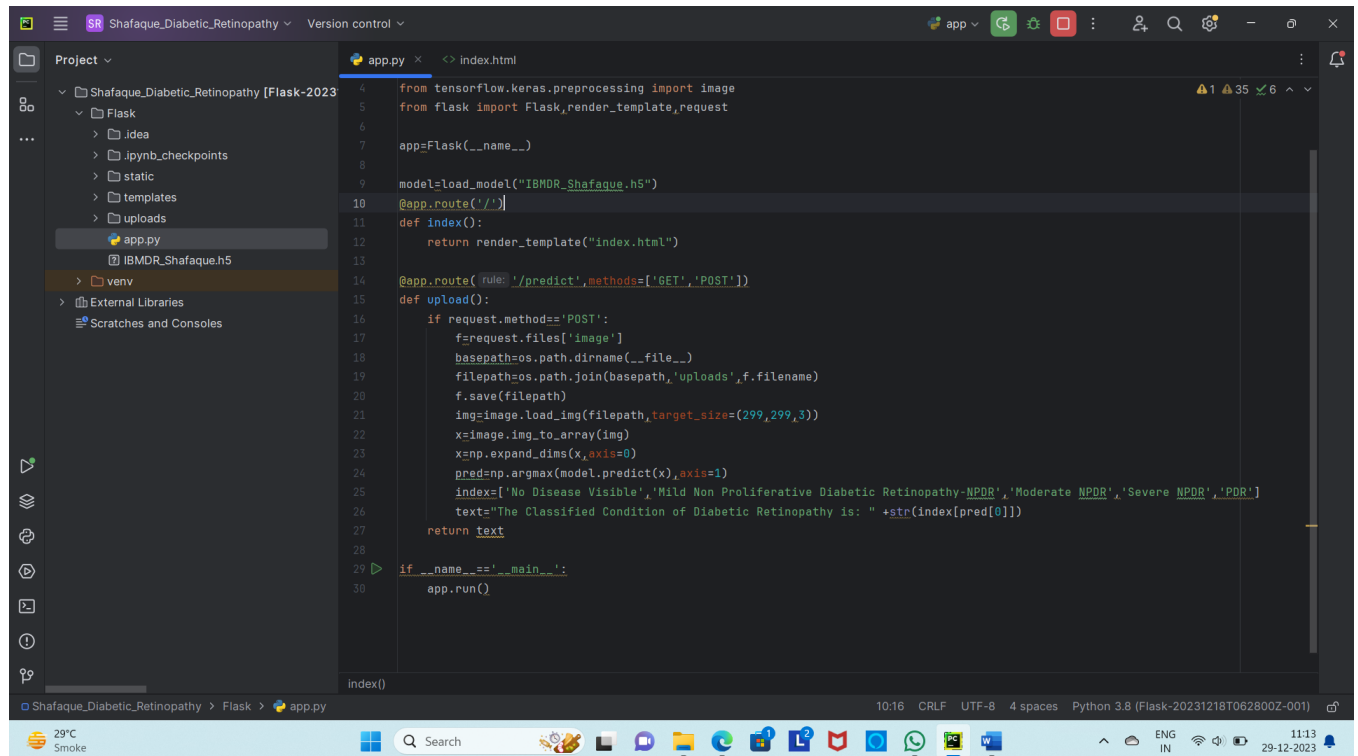 SR Shafaque_Diabetic_Retinopathy Version control app
Project
app.py
index.html
Shafaque_Diabetic_Retinopathy [Flask-2023
Flask
.idea
.ipynb_checkpoints
static
templates
uploads
app.py
IBMDR_Shafaque.h5
venv
External Libraries
Scratches and Consoles
1 35 6
4 from tensorflow.keras.preprocessing import image
5 from flask import Flask,render_template,request
6
7 app=Flask(__name__)
8
9 model=load_model("IBMDR_Shafaque.h5")
10 @app.route('/')
11 def index():
12 return render_template("index.html")
13
14 @app.route( rule: '/predict',methods=['GET','POST'])
15 def upload():
16 if request.method=='POST':
17 f=request.files['image']
18 basepath=os.path.dirname(__file__)
19 filepath=os.path.join(basepath,'uploads',f.filename)
20 f.save(filepath)
21 img=image.load_img(filepath,target_size=(299,299,3))
22 x=image.img_to_array(img)
23 x=np.expand_dims(x,axis=0)
24 pred=np.argmax(model.predict(x),axis=1)
25 index=['No Disease Visible','Mild Non Proliferative Diabetic Retinopathy-NPDR','Moderate NPDR','Severe NPDR','PDR']
26 text="The Classified Condition of Diabetic Retinopathy is: " +str(index[pred[0]])
27 return text
28
29 if __name__=='__main__':
30 app.run()
index()
Shafaque_Diabetic_Retinopathy > Flask > app.py
10:16 CRLF UTF-8 4 spaces Python 3.8 (Flask-20231218T062800Z-001)
29°C
Smoke
Search
ENG
IN
11:13
29-12-2023